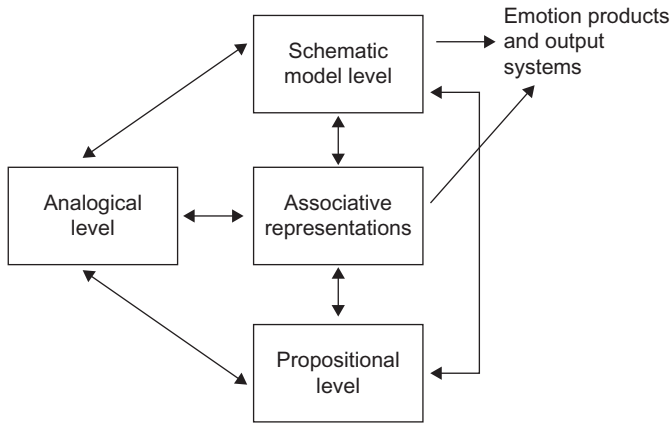 Schematic
model level
Emotion products
and output
systems
Analogical
level
Associative
representations
Propositional
level